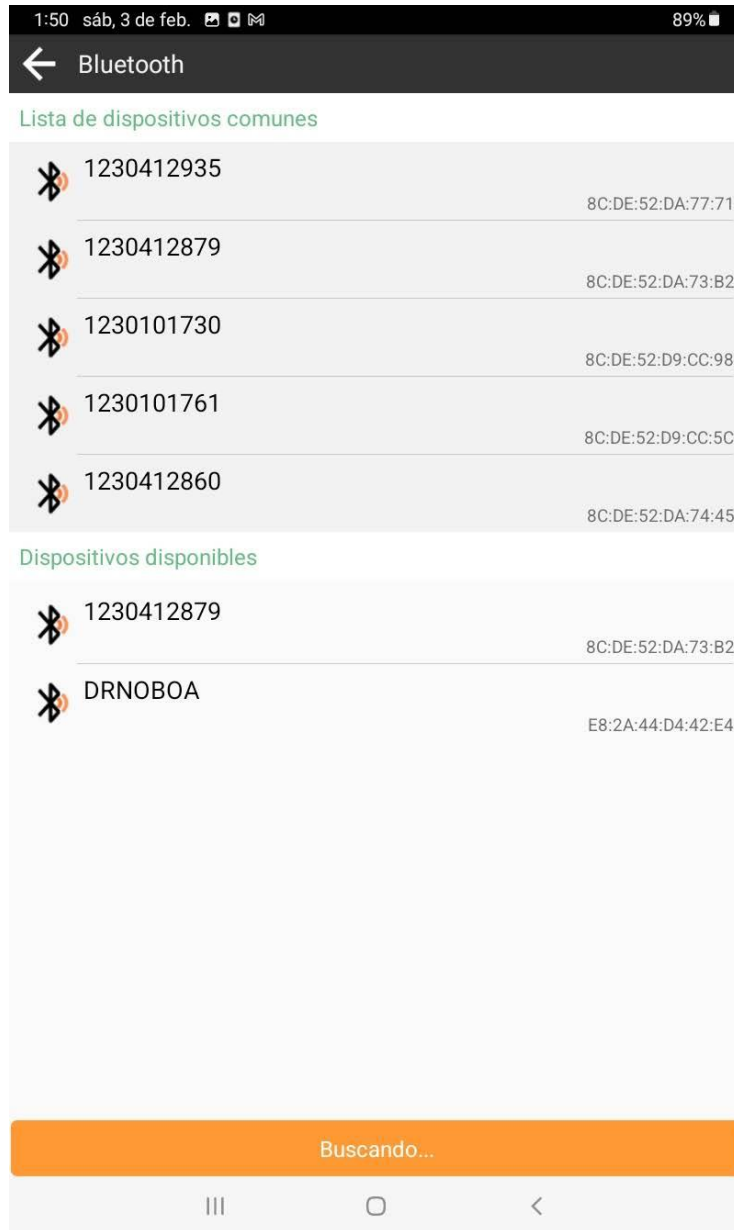 1:50 sáb, 3 de feb. 89%
Bluetooth
Lista de dispositivos comunes
1230412935
8C:DE:52:DA:77:71
1230412879
8C:DE:52:DA:73:B2
1230101730
8C:DE:52:D9:CC:98
1230101761
8C:DE:52:D9:CC:5C
1230412860
8C:DE:52:DA:74:45
Dispositivos disponibles
1230412879
8C:DE:52:DA:73:B2
DRNOBOA
E8:2A:44:D4:42:E4
Buscando...